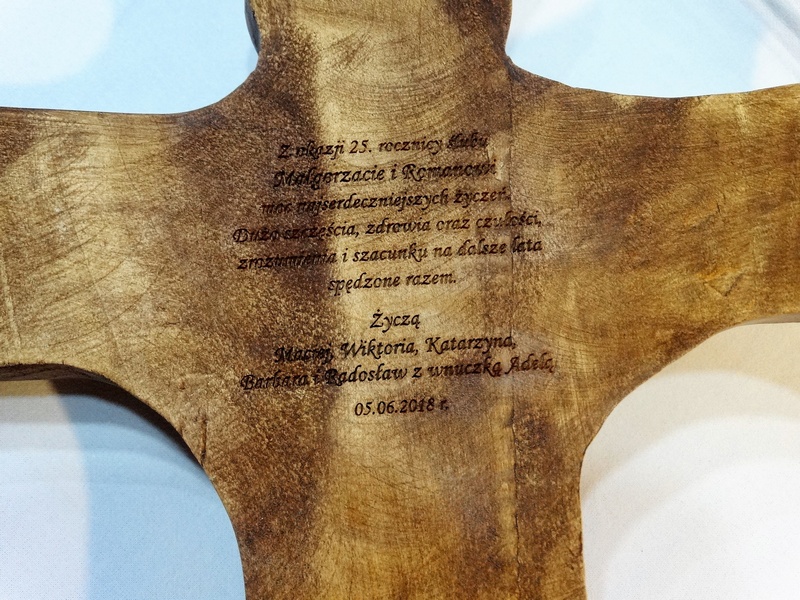 Z okazji 25. rocznicy ślubu
Małgorzacie i Romanowi
moc najserdeczniejszych życzeń.
Dużo szczęścia, zdrowia oraz czułości,
zrozumienia i szacunku na dalsze lata
spędzone razem.
Życzą
Maciej, Wiktoria, Katarzyna,
Barbara i Radosław z wnuczką Adelą
05.06.2018 r.